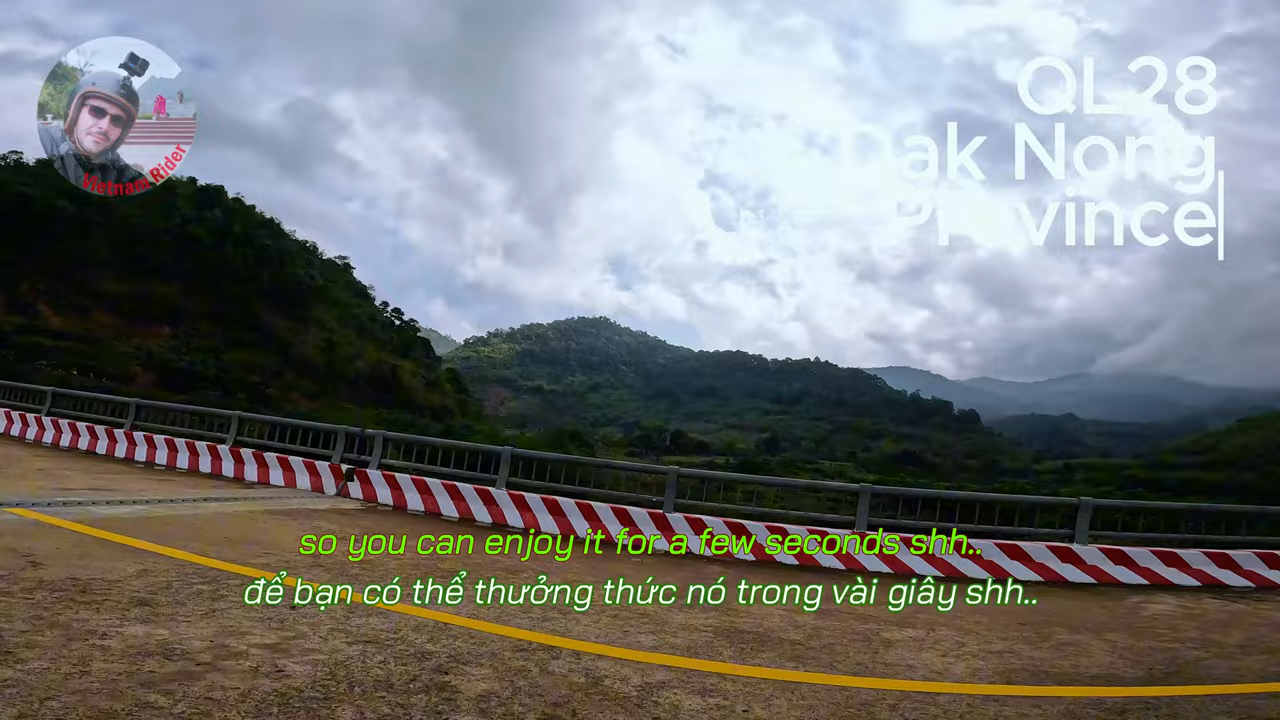 Vietnam Rider
QL28
Dak Nong
Province
so you can enjoy it for a few seconds shh..
để bạn có thể thưởng thức nó trong vài giây shh..